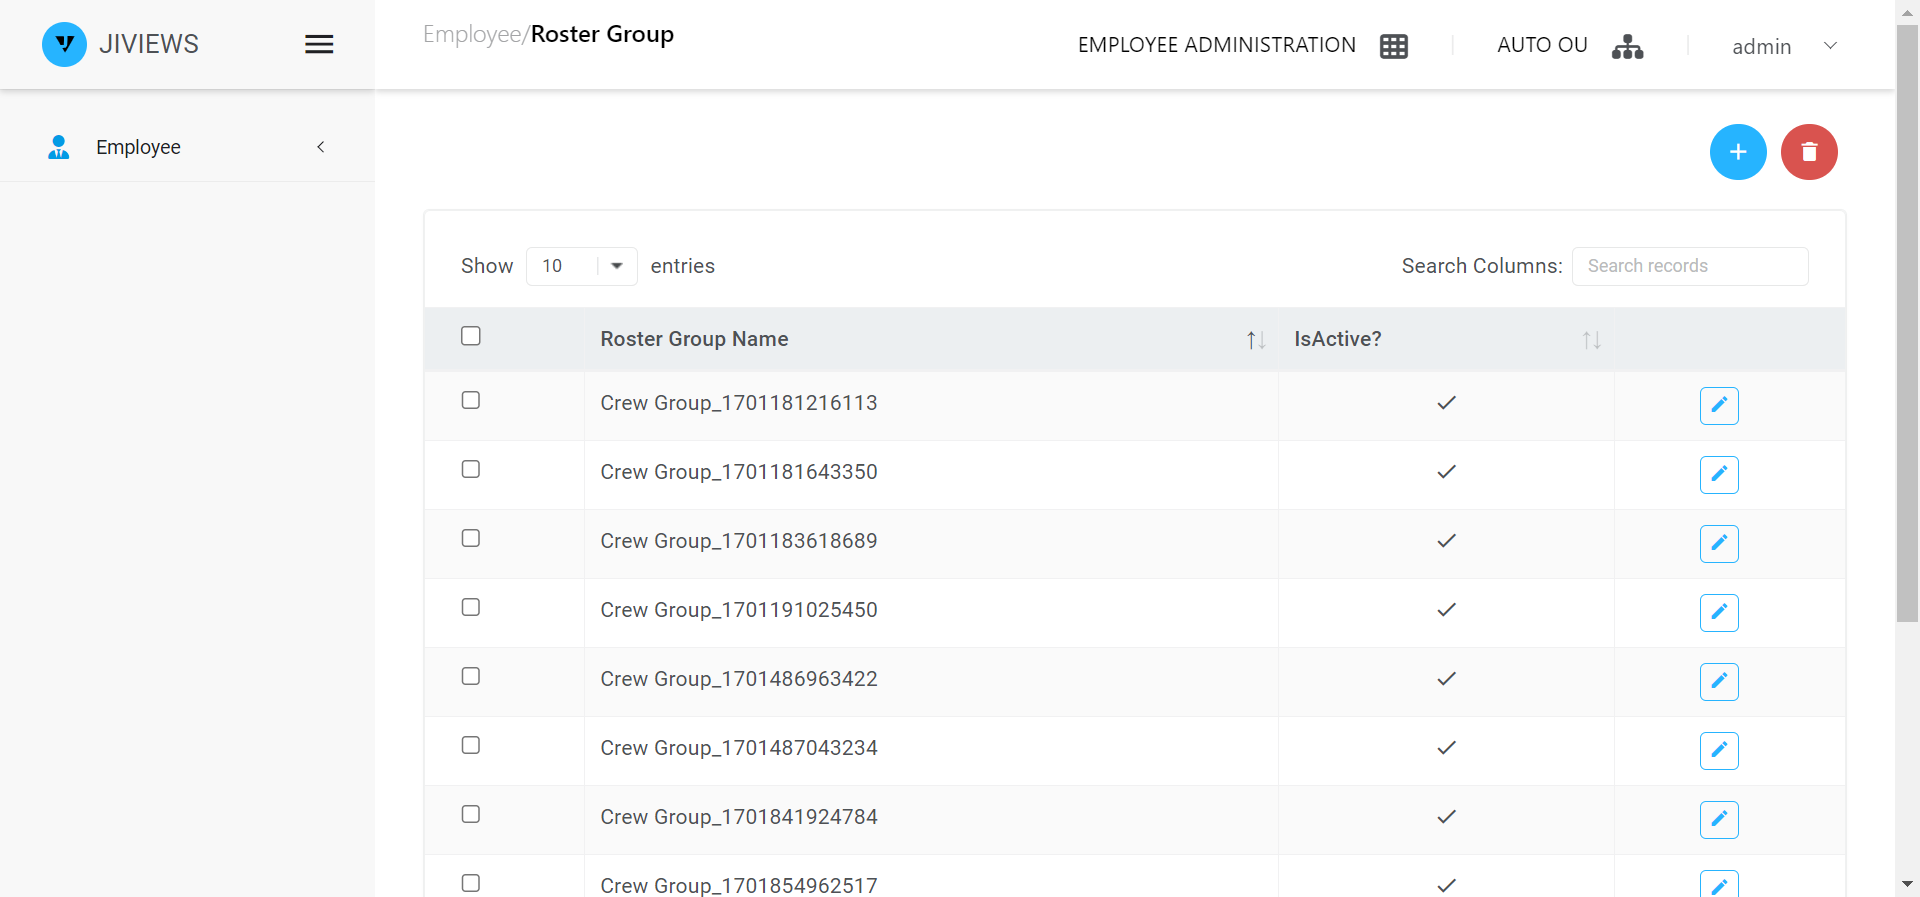 JIVIEWS
Employee/Roster Group
EMPLOYEE ADMINISTRATION
AUTO OU
admin
Employee
Show 10 entries
Search Columns: Search records
Roster Group Name IsActive?
Crew Group_1701181216113
Crew Group_1701181643350
Crew Group_1701183618689
Crew Group_1701191025450
Crew Group_1701486963422
Crew Group_1701487043234
Crew Group_1701841924784
Crew Group_1701854962517